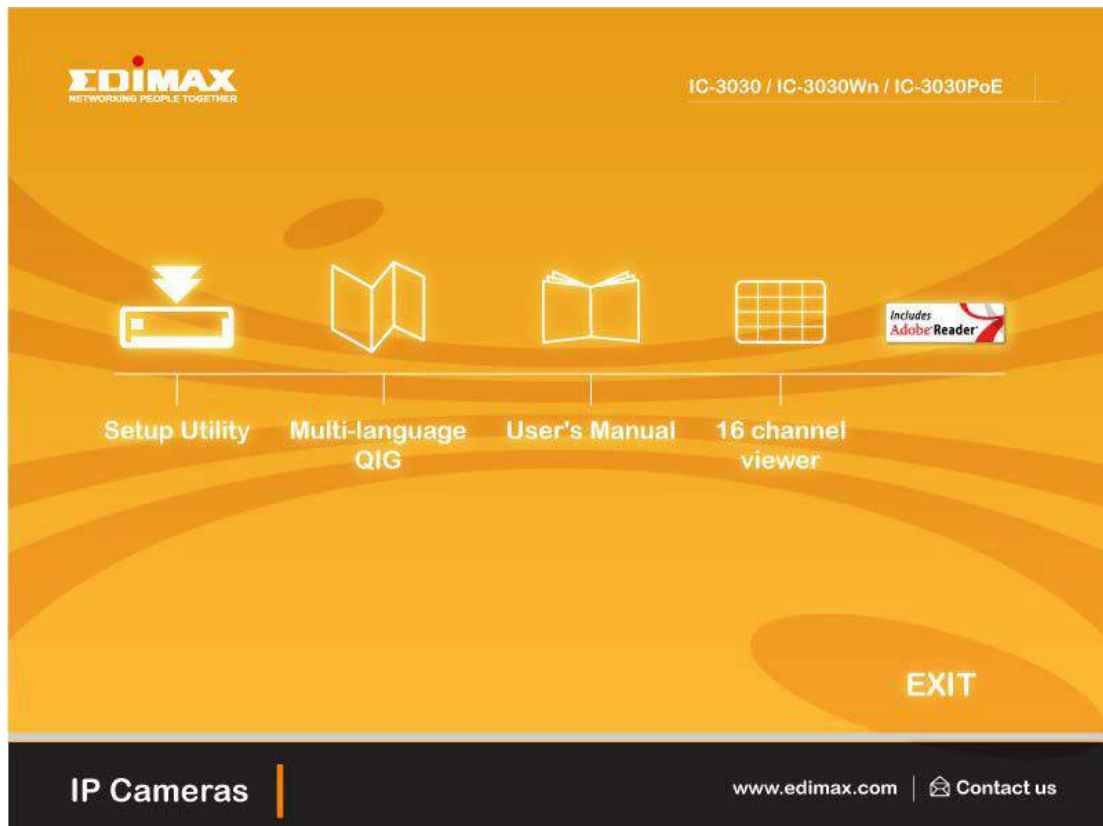 EDIMAX
NETWORKING PEOPLE TOGETHER
IC-3030 / IC-3030Wn / IC-3030PoE
Includes
Adobe Reader
Setup Utility
Multi-language
QIG
User's Manual
16 channel
viewer
EXIT
IP Cameras
www.edimax.com
Contact us